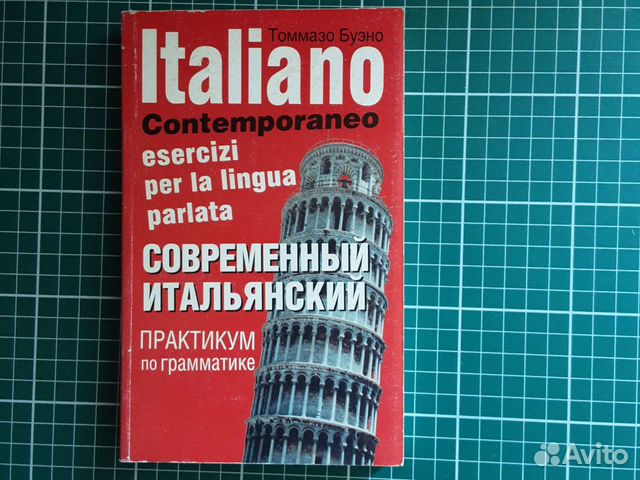 Томмазо Буэно
Italiano
Contemporaneo
esercizi
per la lingua
parlata
СОВРЕМЕННЫЙ
ИТАЛЬЯНСКИЙ
ПРАКТИКУМ
по грамматике
Avito